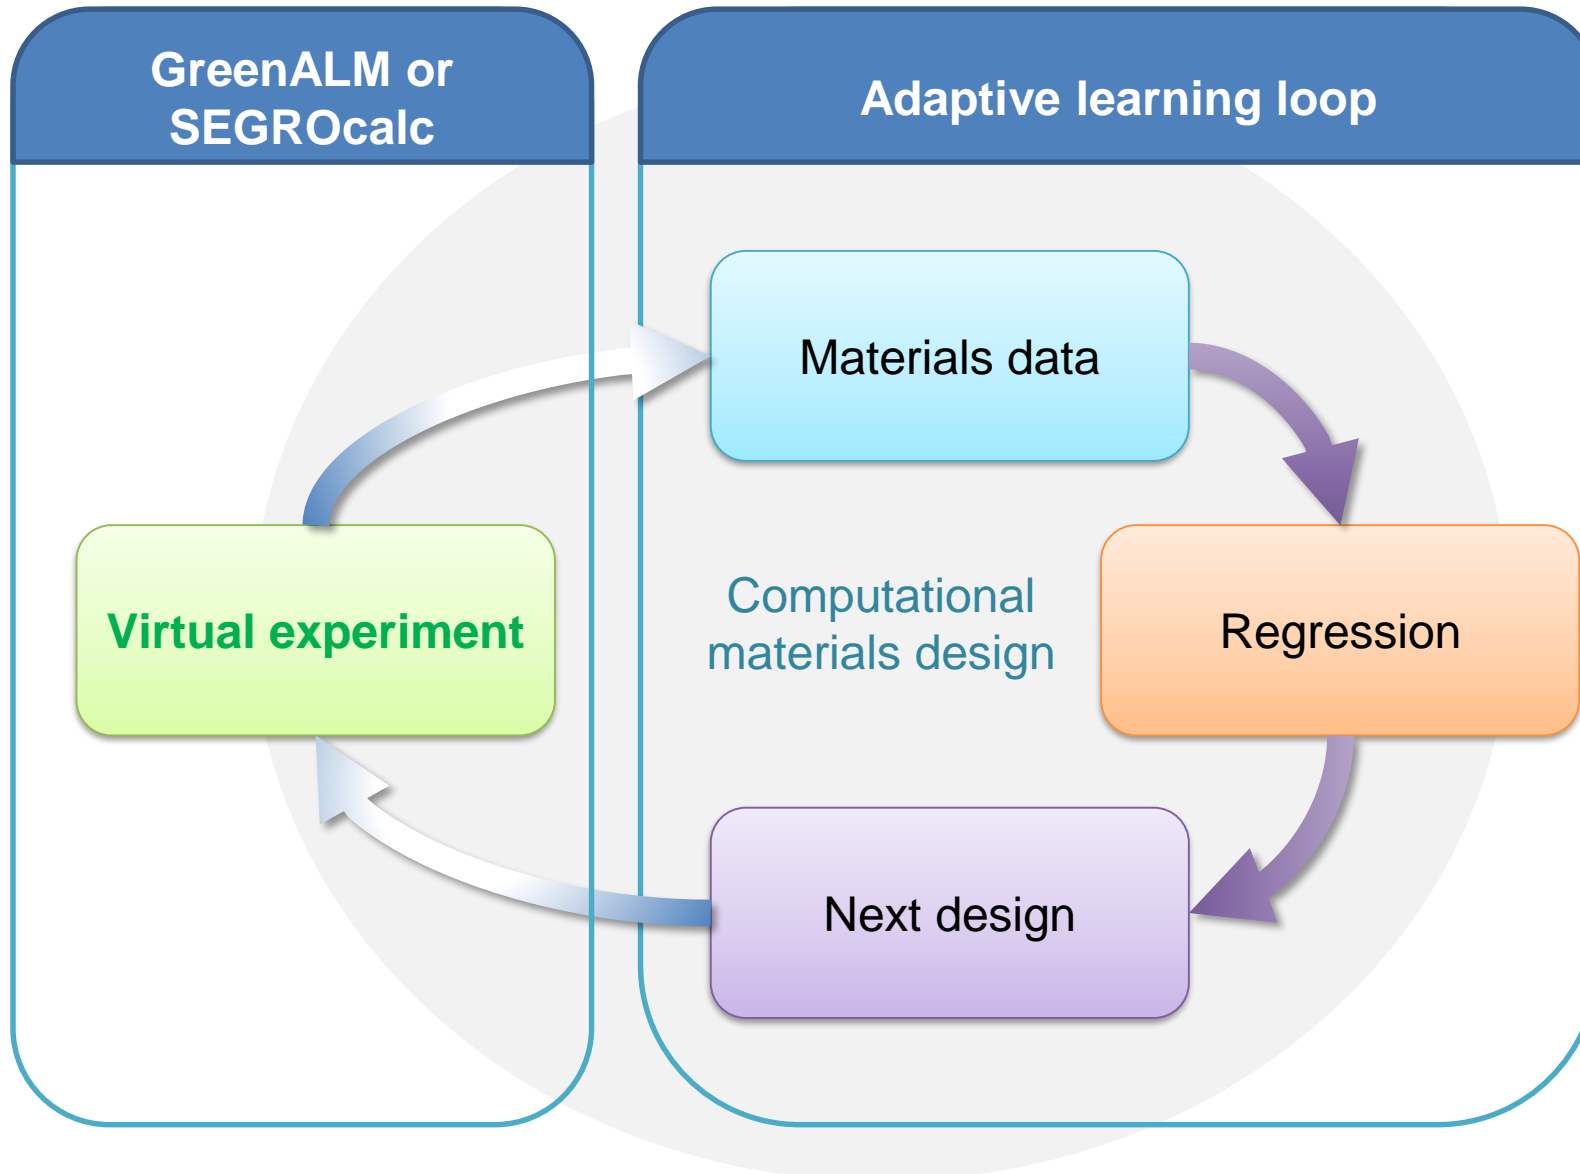 GreenALM or
SEGROcalc
Adaptive learning loop
Materials data
Virtual experiment
Computational
materials design
Regression
Next design